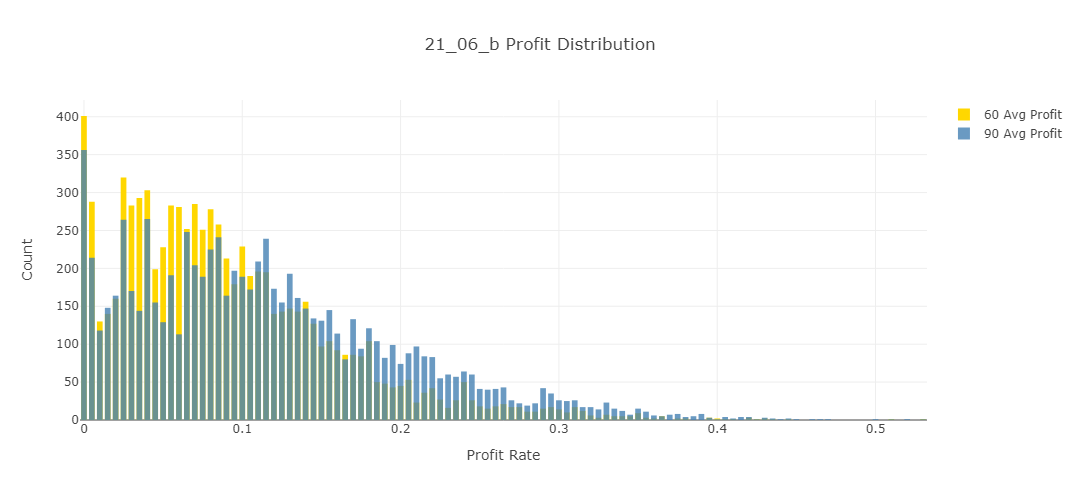 21_06_b Profit Distribution
60 Avg Profit
90 Avg Profit
400
350
300
250
200
150
100
50
0
Count
0 0.1 0.2 0.3 0.4 0.5
Profit Rate